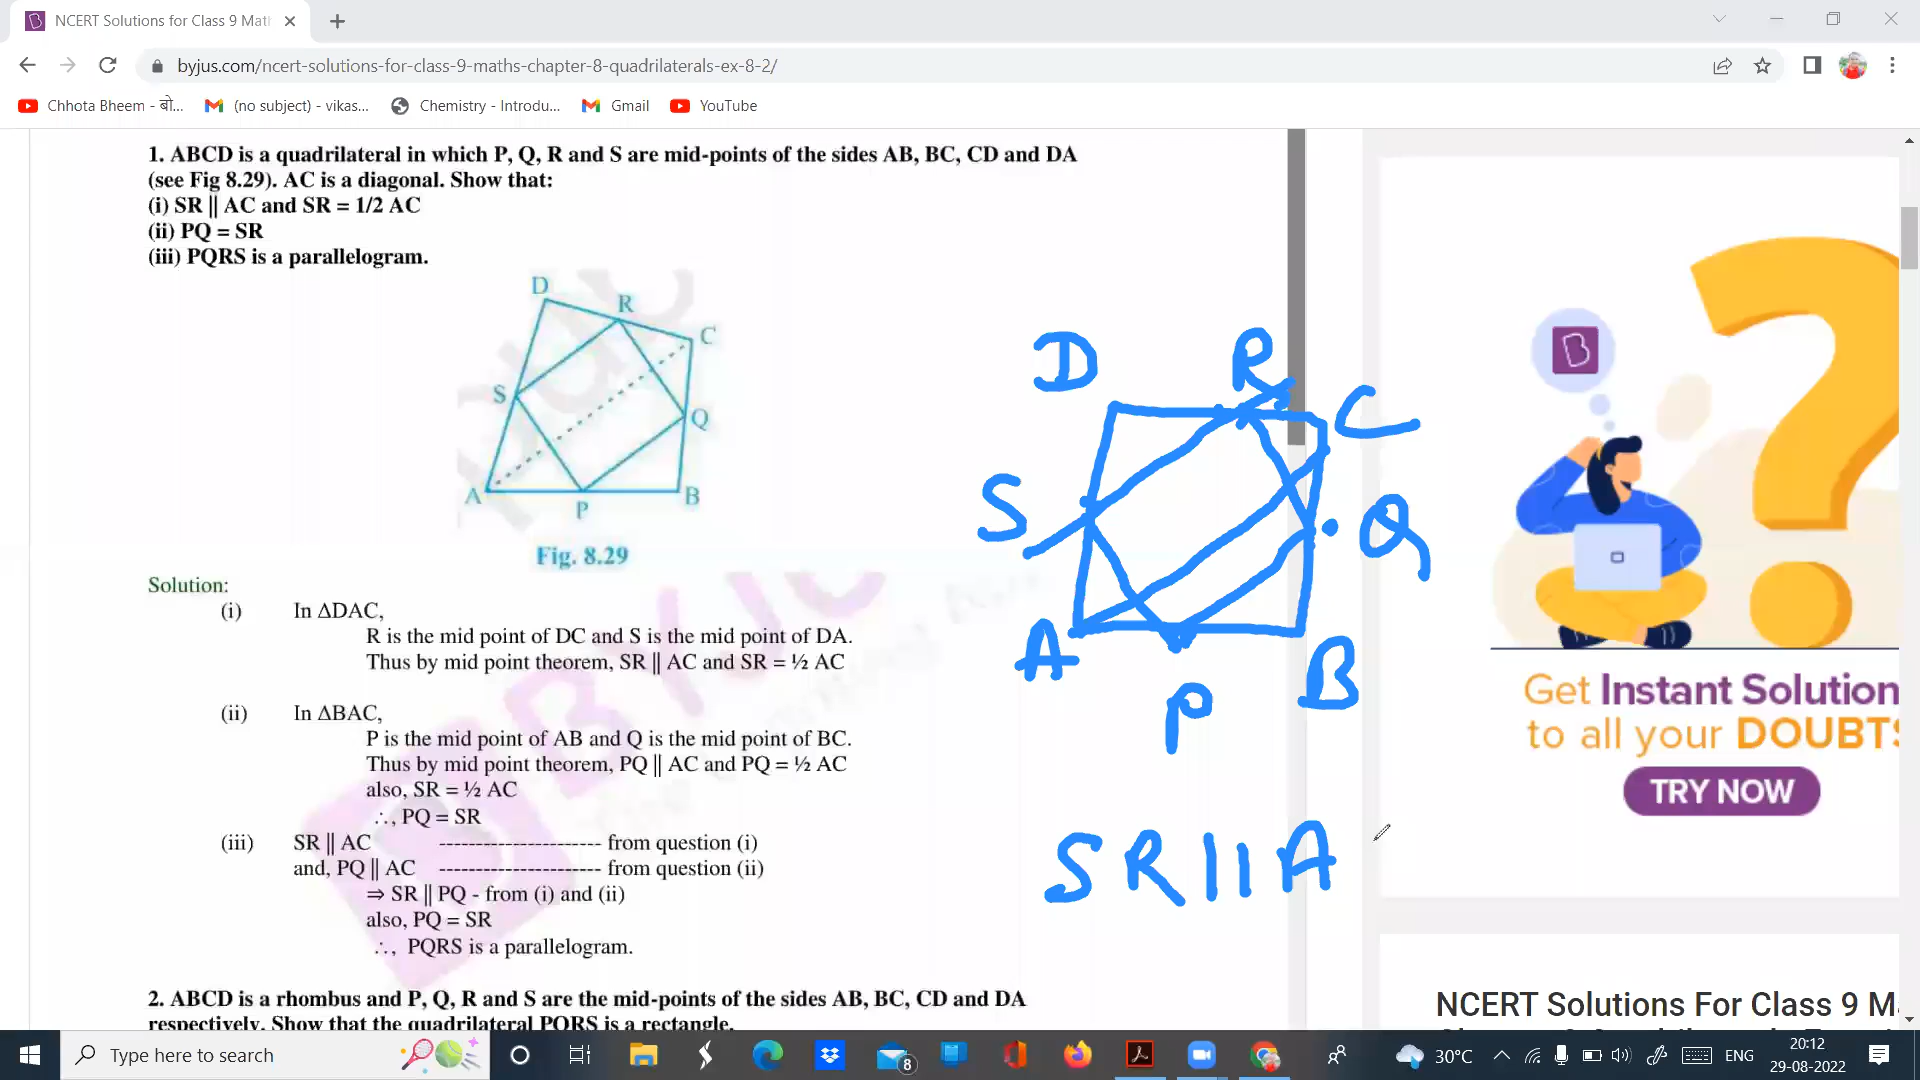 NCERT Solutions for Class 9 Math
byjus.com/ncert-solutions-for-class-9-maths-chapter-8-quadrilaterals-ex-8-2/
Chhota Bheem - बो... (no subject) - vikas... Chemistry - Introdu... Gmail YouTube
1. ABCD is a quadrilateral in which P, Q, R and S are mid-points of the sides AB, BC, CD and DA
(see Fig 8.29). AC is a diagonal. Show that:
(i) SR || AC and SR = 1/2 AC
(ii) PQ = SR
(iii) PQRS is a parallelogram.
D
R
C
S
Q
A
P
B
Fig. 8.29
Solution:
(i) In ΔDAC,
R is the mid point of DC and S is the mid point of DA.
Thus by mid point theorem, SR || AC and SR = ½ AC
(ii) In ΔBAC,
P is the mid point of AB and Q is the mid point of BC.
Thus by mid point theorem, PQ || AC and PQ = ½ AC
also, SR = ½ AC
∴, PQ = SR
(iii) SR || AC ---------------------- from question (i)
and, PQ || AC ---------------------- from question (ii)
⇒ SR || PQ - from (i) and (ii)
also, PQ = SR
∴, PQRS is a parallelogram.
2. ABCD is a rhombus and P, Q, R and S are the mid-points of the sides AB, BC, CD and DA
respectively. Show that the quadrilateral PQRS is a rectangle.
D
R
C
S
Q
A
B
P
SR||A
Get Instant Solution
to all your DOUBTS
TRY NOW
NCERT Solutions For Class 9 M
Type here to search
8
30°C
ENG
20:12
29-08-2022